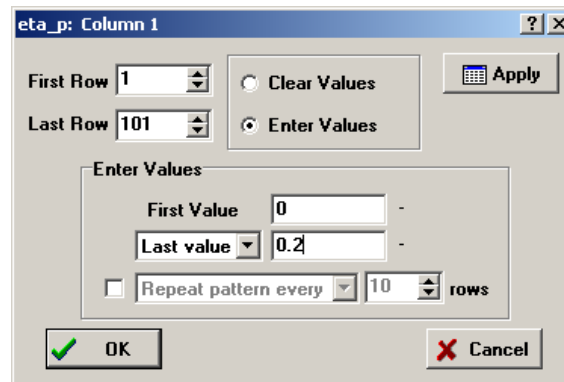 eta_p: Column 1
First Row 1
Last Row 101
Clear Values
Enter Values
Apply
Enter Values
First Value 0 -
Last value 0.2 -
Repeat pattern every 10 rows
OK
Cancel